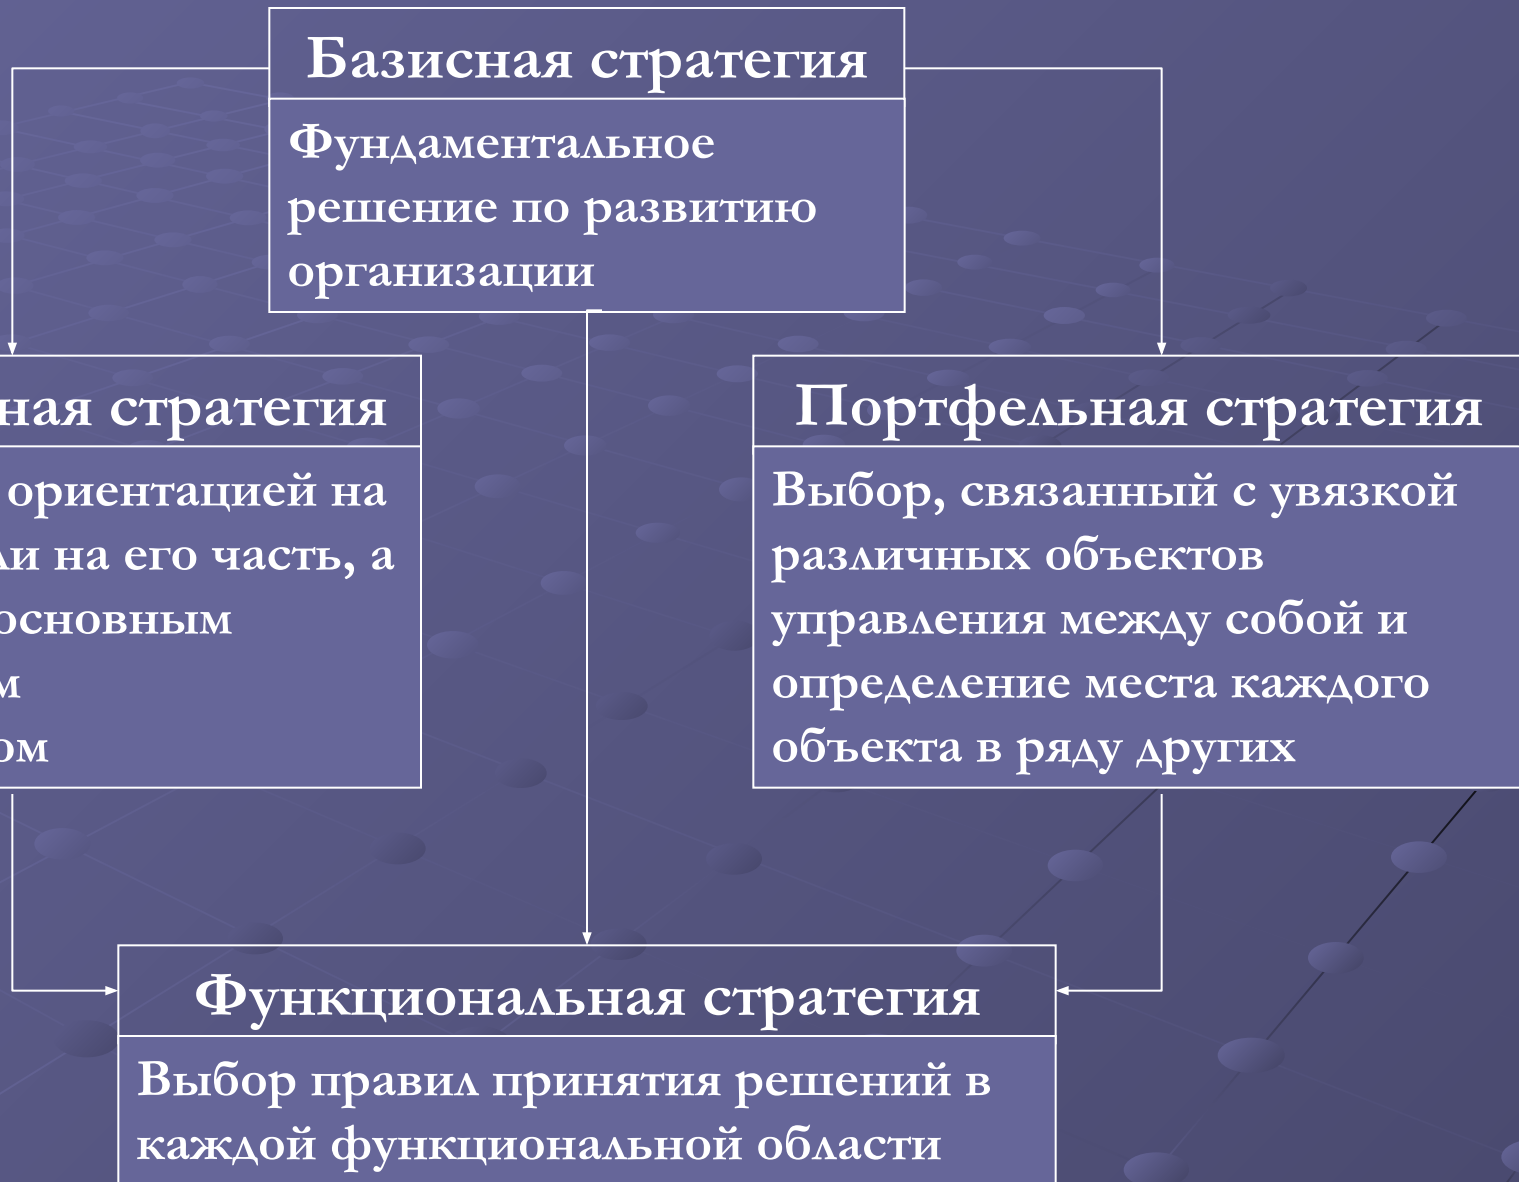 Базисная стратегия
Фундаментальное
решение по развитию
организации
стратегия
ориентацией на
на его часть, а
основным
Портфельная стратегия
Выбор, связанный с увязкой
различных объектов
управления между собой и
определение места каждого
объекта в ряду других
Функциональная стратегия
Выбор правил принятия решений в
каждой функциональной области